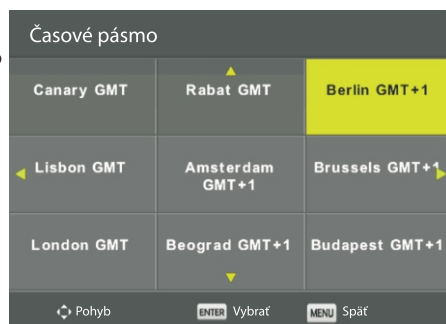 Časové pásmo
Canary GMT
Rabat GMT
Berlin GMT+1
Lisbon GMT
Amsterdam
GMT+1
Brussels GMT+1
London GMT
Beograd GMT+1
Budapest GMT+1
Pohyb
ENTER Vybrať
MENU Späť